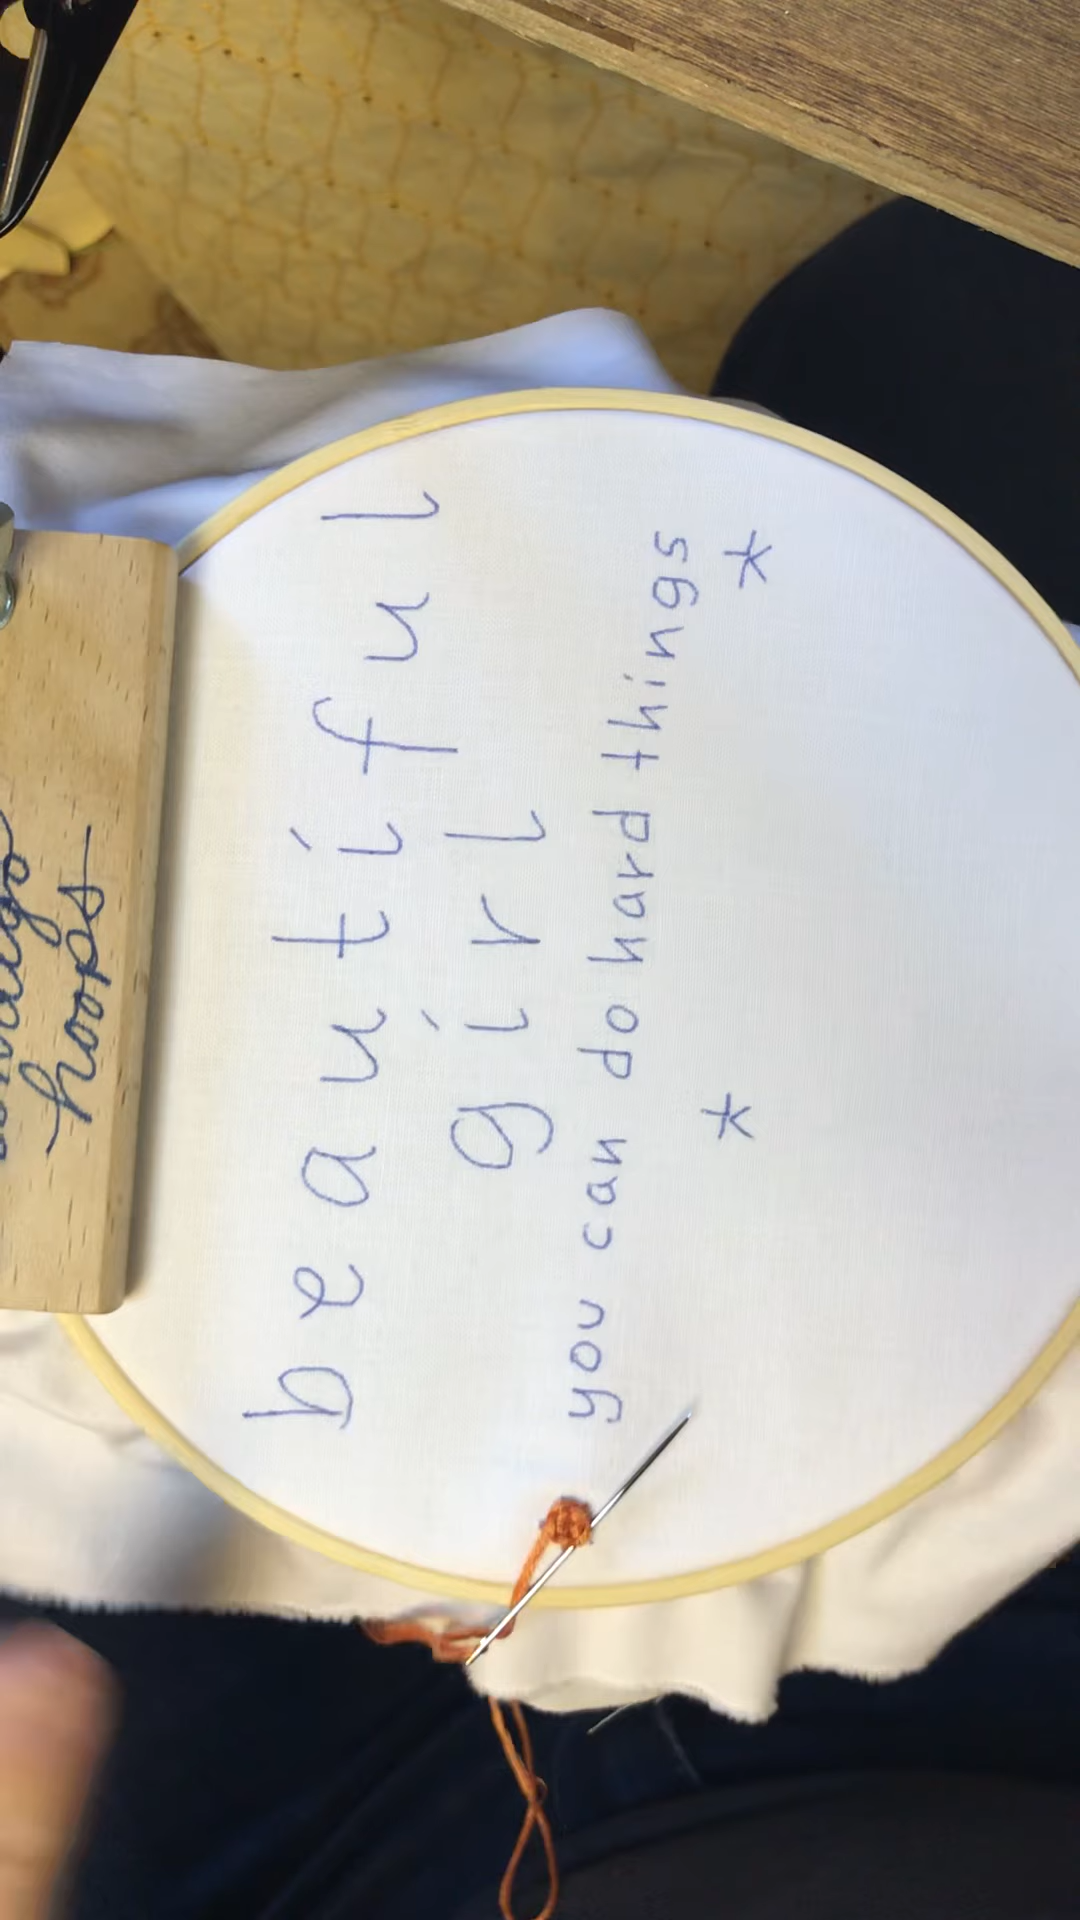 beautiful
girl
you can do hard things
* *
hoops